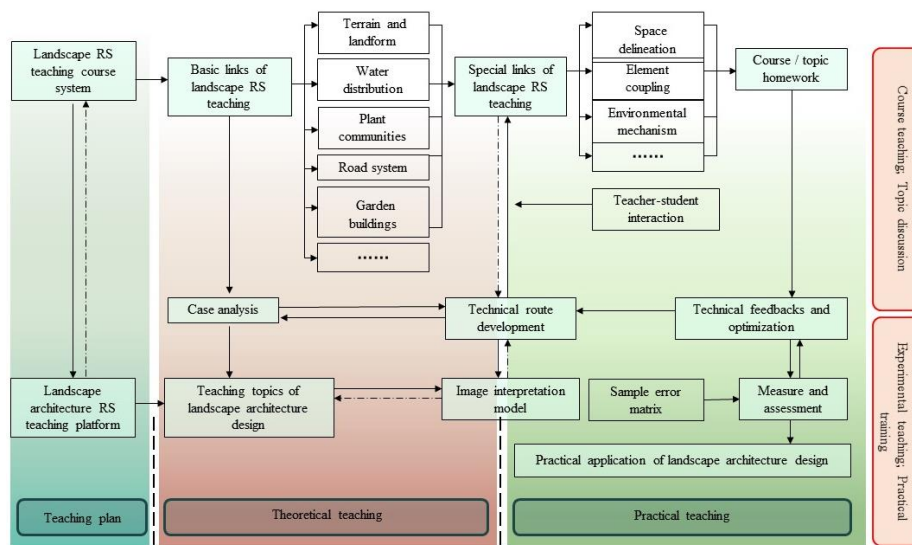 Landscape RS
teaching course
system
Basic links of
landscape RS
teaching
Terrain and
landform
Water
distribution
Plant
communities
Road system
Garden
buildings
······
Special links of
landscape RS
teaching
Space
delineation
Element
coupling
Environmental
mechanism
······
Course / topic
homework
Teacher-student
interaction
Case analysis
Technical route
development
Technical feedbacks and
optimization
Landscape
architecture RS
teaching platform
Teaching topics of
landscape architecture
design
Image interpretation
model
Sample error
matrix
Measure and
assessment
Practical application of landscape architecture design
Teaching plan
Theoretical teaching
Practical teaching
Course teaching; Topic discussion
Experimental teaching; Practical
training